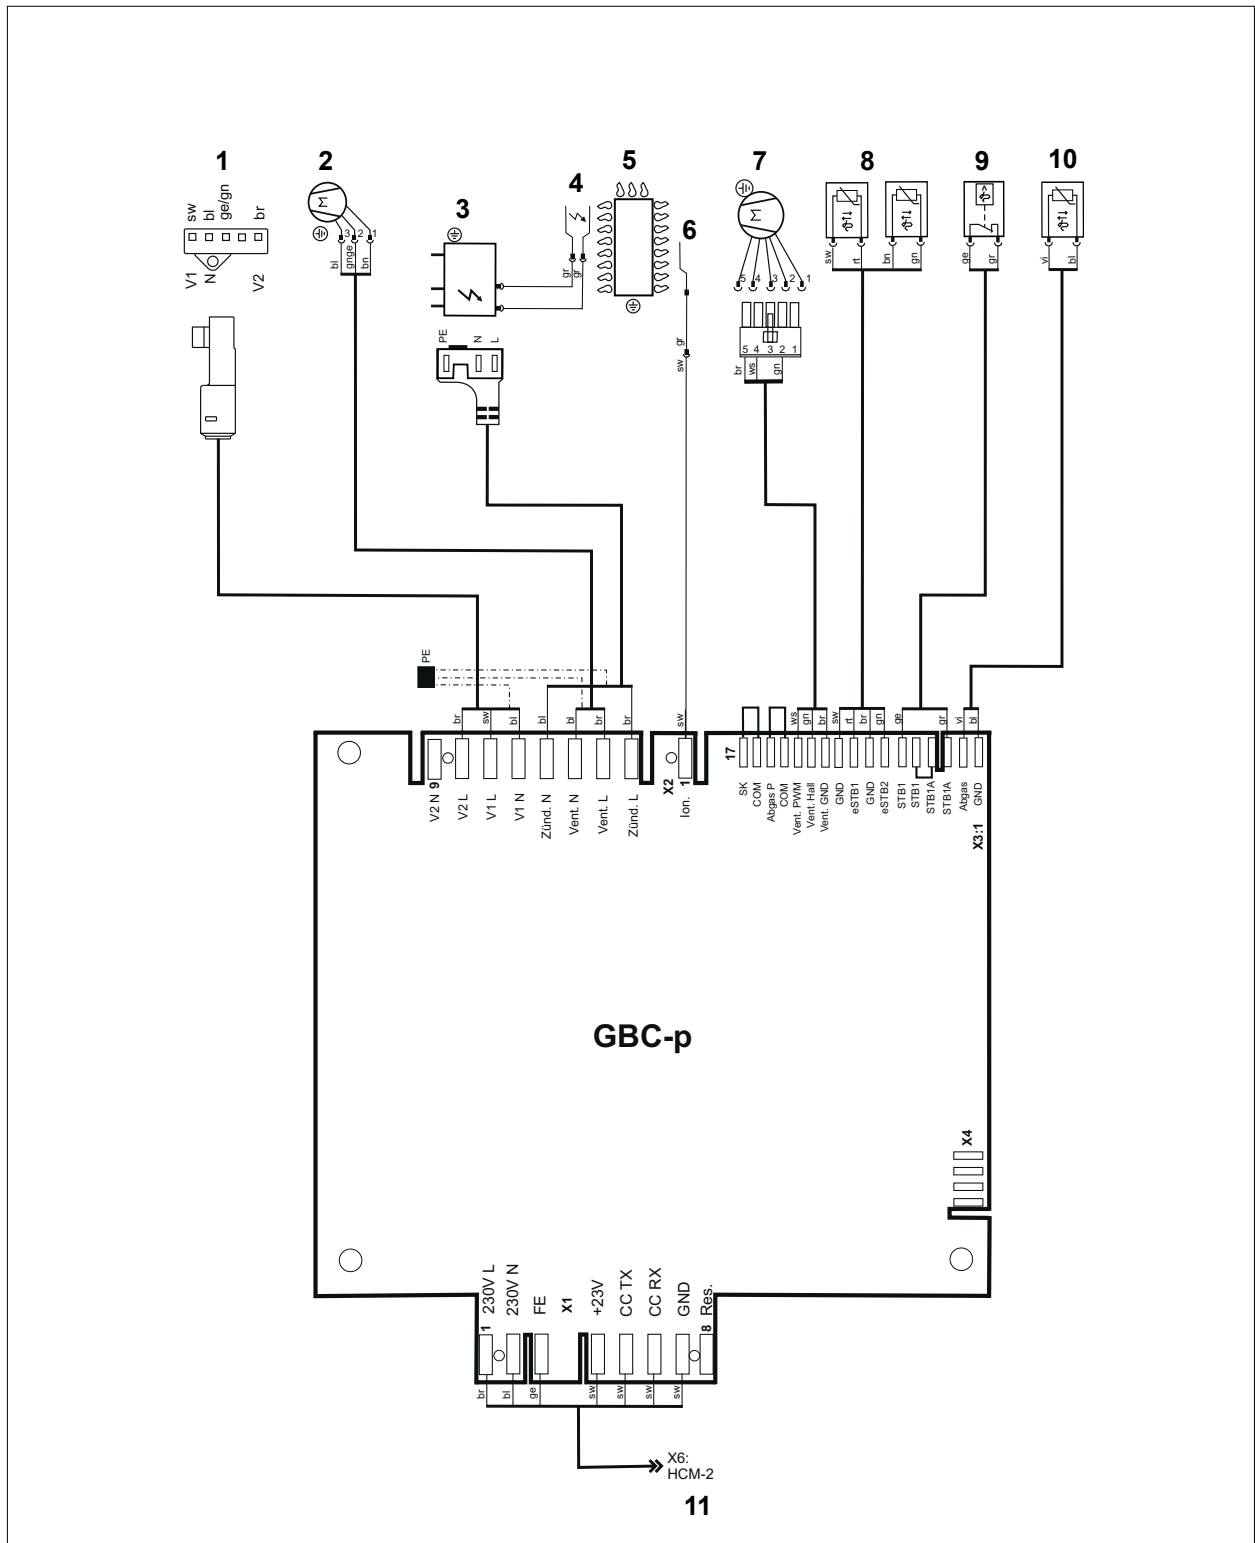 1
2
3
4
5
6
7
8
9
10
sw
bl
ge/gn
br
V1
N
V2
3
2
1
bl
gnge
bn
gr
gr
PE
N
L
gr
sw
5
4
3
2
1
5
4
3
2
1
br
ws
gn
sw
rt
bn
gn
ge
gr
vi
bl
PE
br
sw
bl
bl
bl
br
br
sw
ws
gn
br
sw
rt
br
gn
ge
gr
vi
bl
V2 N 9
V2 L
V1 L
V1 N
Zünd. N
Vent. N
Vent. L
Zünd. L
X2
Ion. 1
17
SK
COM
Abgas P
COM
Vent. PWM
Vent. Hall
Vent. GND
GND
eSTB1
GND
eSTB2
STB1
STB1
STB1A
STB1A
Abgas
GND
X3:1
GBC-p
X4
1 230V L
230V N
FE
X1
+23V
CC TX
CC RX
GND
8 Res.
br
bl
ge
sw
sw
sw
sw
X6:
HCM-2
11